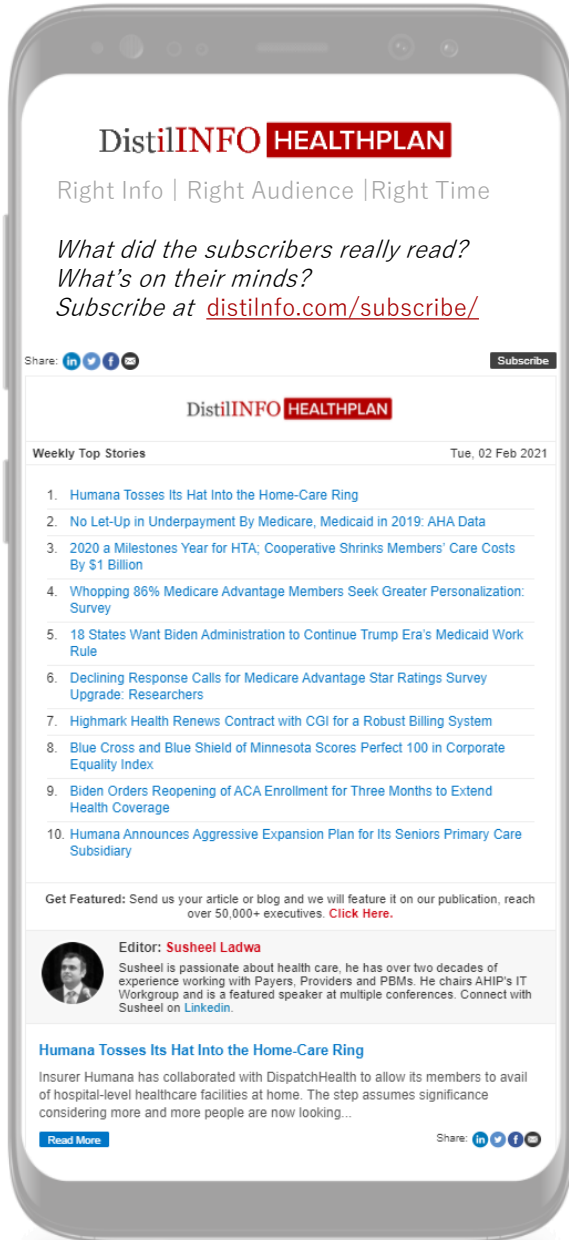 DistilINFO HEALTHPLAN
Right Info | Right Audience |Right Time
What did the subscribers really read?
What's on their minds?
Subscribe at distilnfo.com/subscribe/
Share: in
Subscribe
DistilINFO HEALTHPLAN
Weekly Top Stories
Tue, 02 Feb 2021
1. Humana Tosses Its Hat Into the Home-Care Ring
2. No Let-Up in Underpayment By Medicare, Medicaid in 2019: AHA Data
3. 2020 a Milestones Year for HTA; Cooperative Shrinks Members' Care Costs
By $1 Billion
4. Whopping 86% Medicare Advantage Members Seek Greater Personalization:
Survey
5. 18 States Want Biden Administration to Continue Trump Era's Medicaid Work
Rule
6. Declining Response Calls for Medicare Advantage Star Ratings Survey
Upgrade: Researchers
7. Highmark Health Renews Contract with CGI for a Robust Billing System
8. Blue Cross and Blue Shield of Minnesota Scores Perfect 100 in Corporate
Equality Index
9. Biden Orders Reopening of ACA Enrollment for Three Months to Extend
Health Coverage
10. Humana Announces Aggressive Expansion Plan for Its Seniors Primary Care
Subsidiary
Get Featured: Send us your article or blog and we will feature it on our publication, reach
over 50,000+ executives. Click Here.
Editor: Susheel Ladwa
Susheel is passionate about health care, he has over two decades of
experience working with Payers, Providers and PBMs. He chairs AHIP's IT
Workgroup and is a featured speaker at multiple conferences. Connect with
Susheel on Linkedin.
Humana Tosses Its Hat Into the Home-Care Ring
Insurer Humana has collaborated with DispatchHealth to allow its members to avail
of hospital-level healthcare facilities at home. The step assumes significance
considering more and more people are now looking...
Read More
Share: in